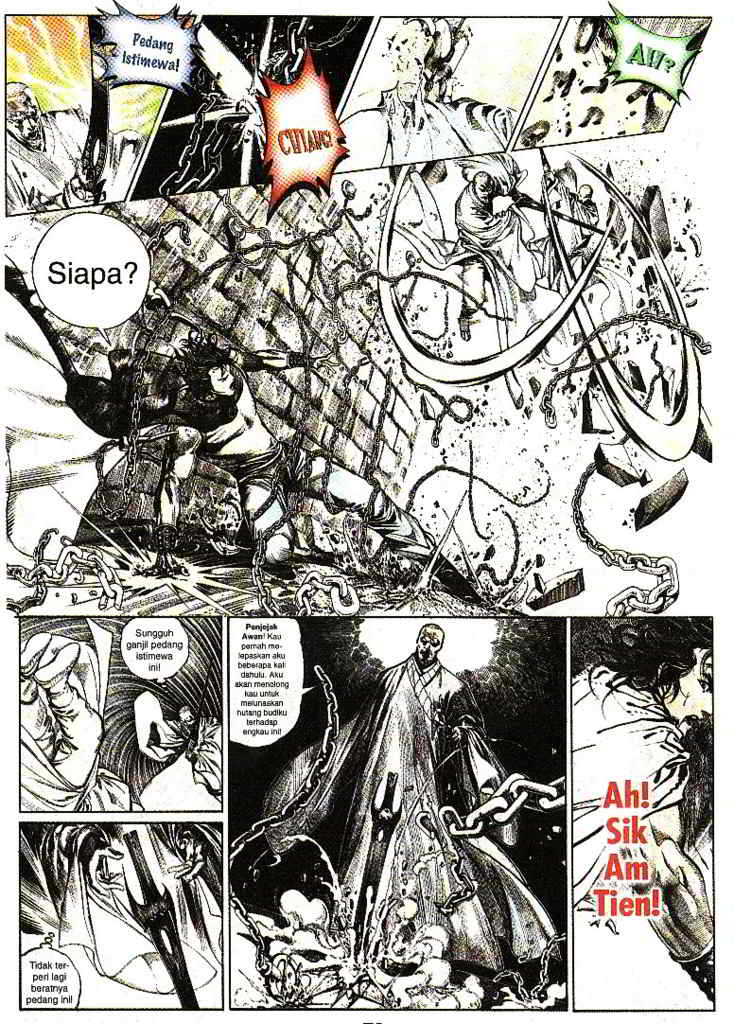 Pedang
Istimewa!
CHIANG!
AH?
Siapa?
Sungguh
ganjil pedang
istimewa
ini!
Tidak ter-
peri lagi
beratnya
pedang ini!
Penjejak
Awan! Kau
pernah me-
lepaskan aku
beberapa kali
dahulu. Aku
akan menolong
kau untuk
melunaskan
hutang budiku
terhadap
engkau ini!
Ah!
Sik
Am
Tien!